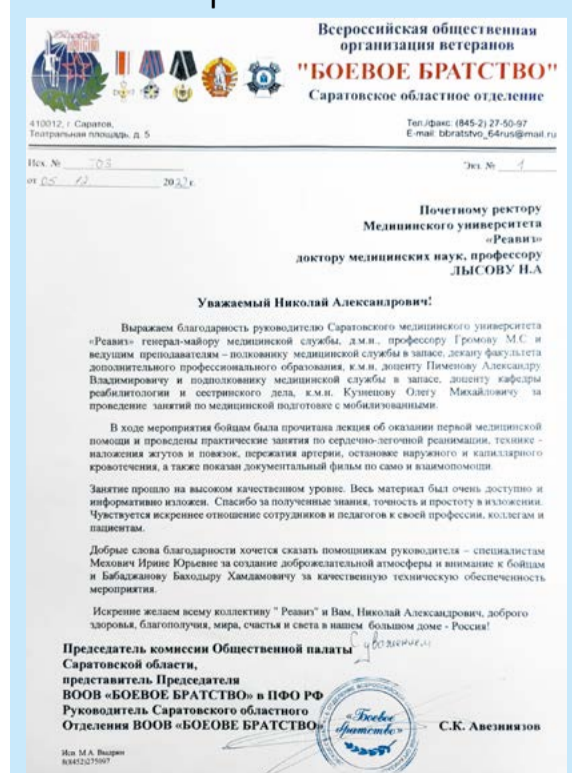 Всероссийская общественная
организация ветеранов
"БОЕВОЕ БРАТСТВО"
Саратовское областное отделение
410012, г. Саратов,
Театральная площадь, д. 5
Тел./факс: (845-2) 27-50-97
E-mail: bbratstvo_64rus@mail.ru
Исх. № 703
Экз. № 1
от 05 12 2022 г.
Почетному ректору
Медицинского университета
«Реавиз»
доктору медицинских наук, профессору
ЛЫСОВУ Н.А
Уважаемый Николай Александрович!
Выражаем благодарность руководителю Саратовского медицинского университета
«Реавиз» генерал-майору медицинской службы, д.м.н., профессору Громову М.С и
ведущим преподавателям – полковнику медицинской службы в запасе, декану факультета
дополнительного профессионального образования, к.м.н. доценту Пименову Александру
Владимировичу и подполковнику медицинской службы в запасе, доценту кафедры
реабилитологии и сестринского дела, к.м.н. Кузнецову Олегу Михайловичу за
проведение занятий по медицинской подготовке с мобилизованными.
В ходе мероприятия бойцам была прочитана лекция об оказании первой медицинской
помощи и проведены практические занятия по сердечно-легочной реанимации, технике -
наложения жгутов и повязок, пережатия артерии, остановке наружного и капиллярного
кровотечения, а также показан документальный фильм по само и взаимопомощи.
Занятие прошло на высоком качественном уровне. Весь материал был очень доступно и
информативно изложен. Спасибо за полученные знания, точность и простоту в изложении.
Чувствуется искреннее отношение сотрудников и педагогов к своей профессии, коллегам и
пациентам.
Добрые слова благодарности хочется сказать помощникам руководителя – специалистам
Мехович Ирине Юрьевне за создание доброжелательной атмосферы и внимание к бойцам
и Бабаджанову Баходыру Хамдамовичу за качественную техническую обеспеченность
мероприятия.
Искренне желаем всему коллективу " Реавиз" и Вам, Николай Александрович, доброго
здоровья, благополучия, мира, счастья и света в нашем большом доме - Россия!
С уважением
Председатель комиссии Общественной палаты
Саратовской области,
представитель Председателя
ВООВ «БОЕВОЕ БРАТСТВО» в ПФО РФ
Руководитель Саратовского областного
Отделения ВООВ «БОЕОВЕ БРАТСТВО»
«Боевое
братство»
С.К. Авезниязов
Исп М.А.
8(8452)275097